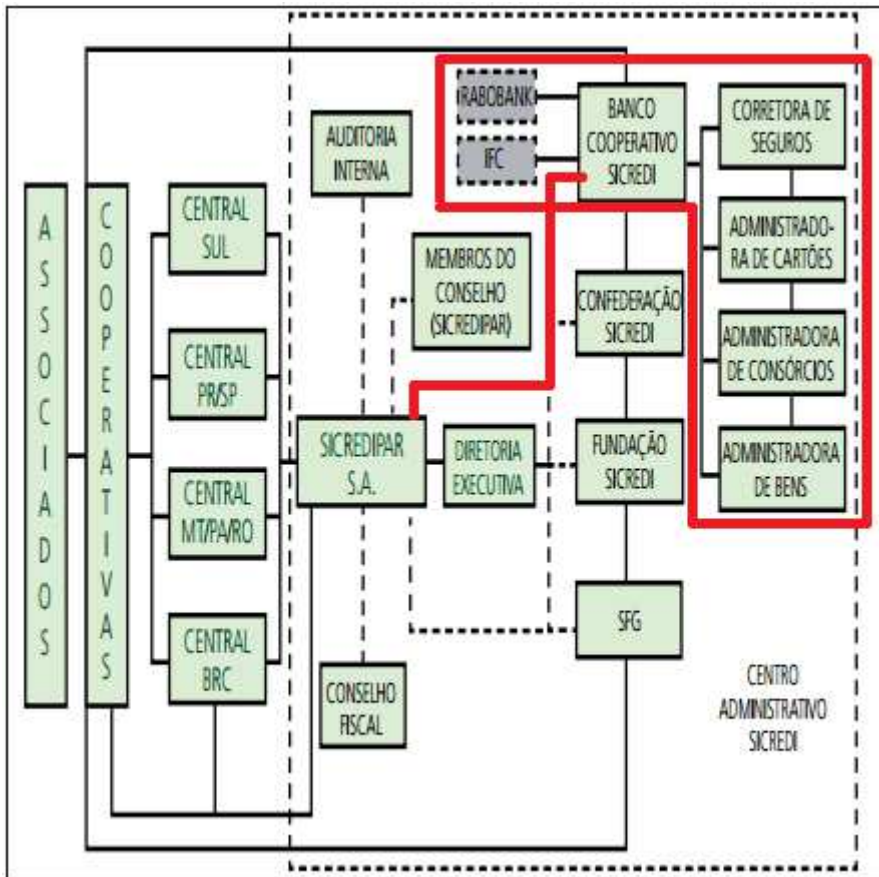 A
S
S
O
C
I
A
D
O
S
C
O
O
P
E
R
A
T
I
V
A
S
CENTRAL
SUL
CENTRAL
PR/SP
CENTRAL
MT/PA/RO
CENTRAL
BRC
AUDITORIA
INTERNA
MEMBROS DO
CONSELHO
(SICREDIPAR)
SICREDIPAR
S.A.
DIRETORIA
EXECUTIVA
CONSELHO
FISCAL
RABOBANK
IFC
BANCO
COOPERATIVO
SICREDI
CONFEDERAÇÃO
SICREDI
FUNDAÇÃO
SICREDI
SFG
CORRETORA DE
SEGUROS
ADMINISTRADO-
RA DE CARTÕES
ADMINISTRADORA
DE CONSÓRCIOS
ADMINISTRADORA
DE BENS
CENTRO
ADMINISTRATIVO
SICREDI